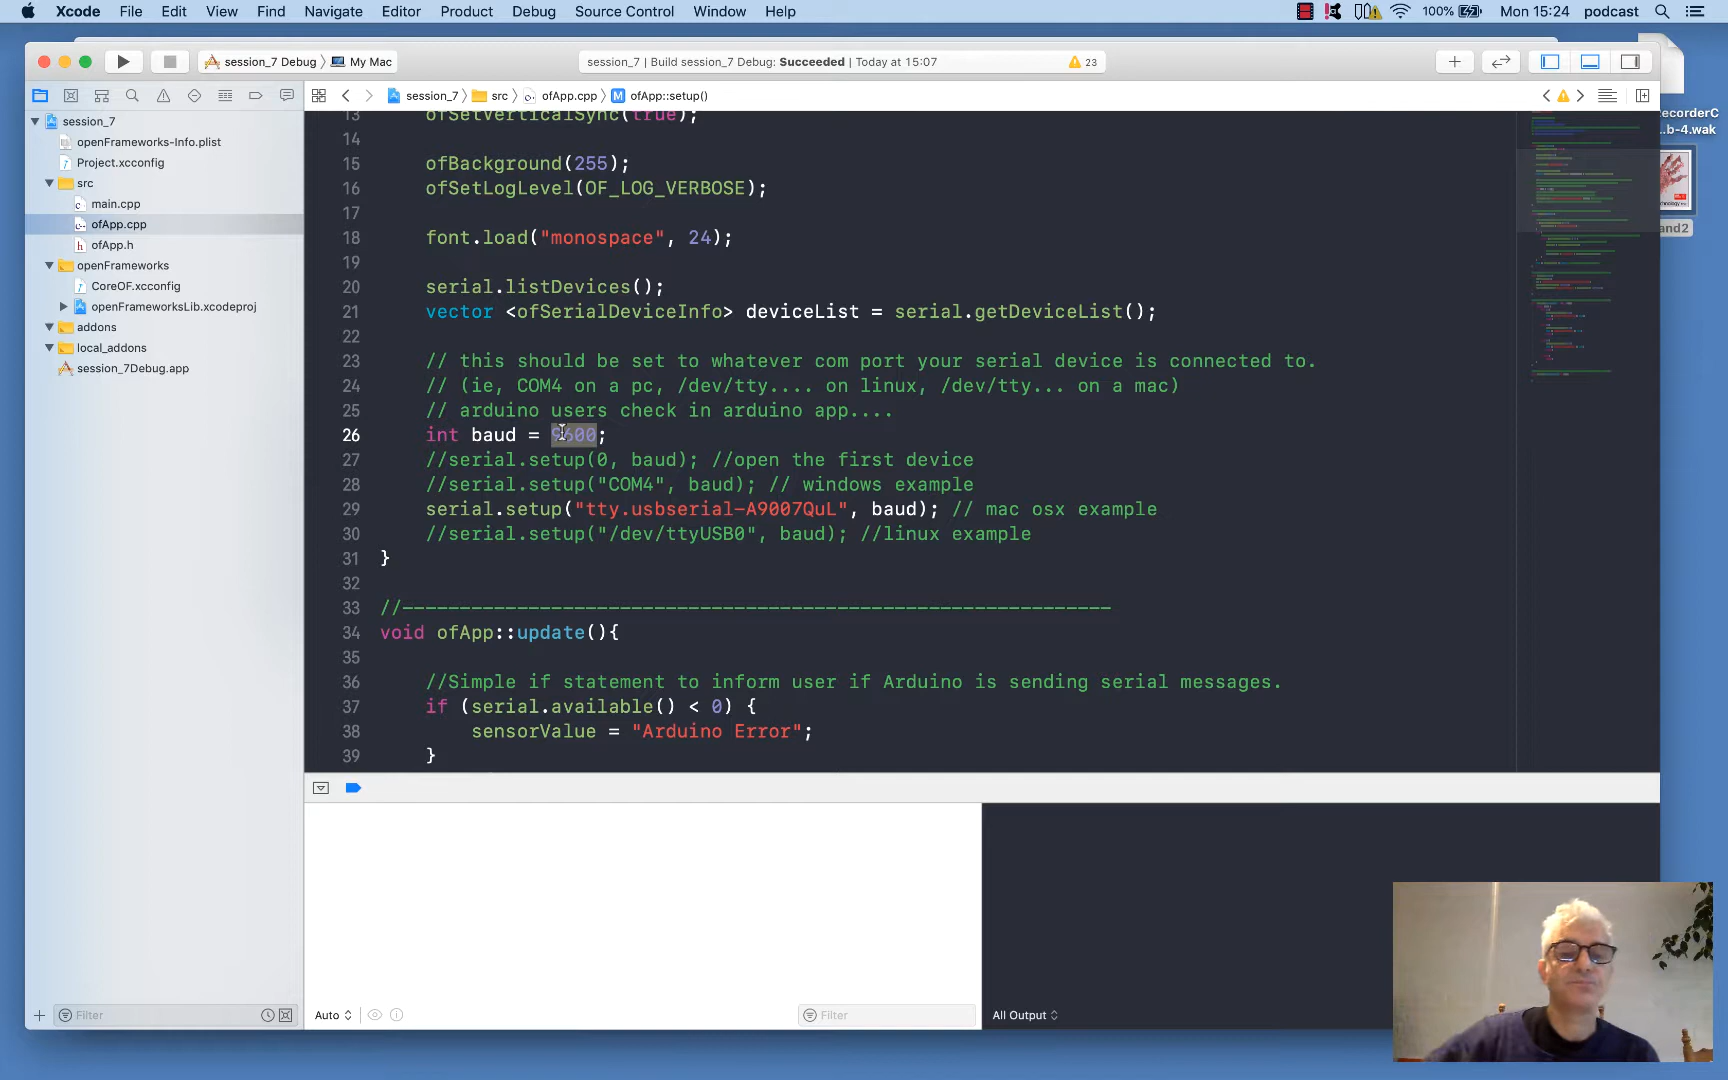 Xcode File Edit View Find Navigate Editor Product Debug Source Control Window Help 100% Mon 15:24 podcast
session_7 Debug My Mac session_7 | Build session_7 Debug: Succeeded | Today at 15:07 23
session_7 src ofApp.cpp M ofApp::setup()
session_7
openFrameworks-Info.plist
Project.xcconfig
src
main.cpp
ofApp.cpp
ofApp.h
openFrameworks
CoreOF.xcconfig
openFrameworksLib.xcodeproj
addons
local_addons
session_7Debug.app
Filter
13 ofSetVerticalSync(true);
14
15 ofBackground(255);
16 ofSetLogLevel(OF_LOG_VERBOSE);
17
18 font.load("monospace", 24);
19
20 serial.listDevices();
21 vector <ofSerialDeviceInfo> deviceList = serial.getDeviceList();
22
23 // this should be set to whatever com port your serial device is connected to.
24 // (ie, COM4 on a pc, /dev/tty.... on linux, /dev/tty... on a mac)
25 // arduino users check in arduino app....
26 int baud = 9600;
27 //serial.setup(0, baud); //open the first device
28 //serial.setup("COM4", baud); // windows example
29 serial.setup("tty.usbserial-A9007QuL", baud); // mac osx example
30 //serial.setup("/dev/ttyUSB0", baud); //linux example
31 }
32
33 //--------------------------------------------------------------
34 void ofApp::update(){
35
36 //Simple if statement to inform user if Arduino is sending serial messages.
37 if (serial.available() < 0) {
38 sensorValue = "Arduino Error";
39 }
Auto Filter All Output
ecorderC
b-4.wak
and2